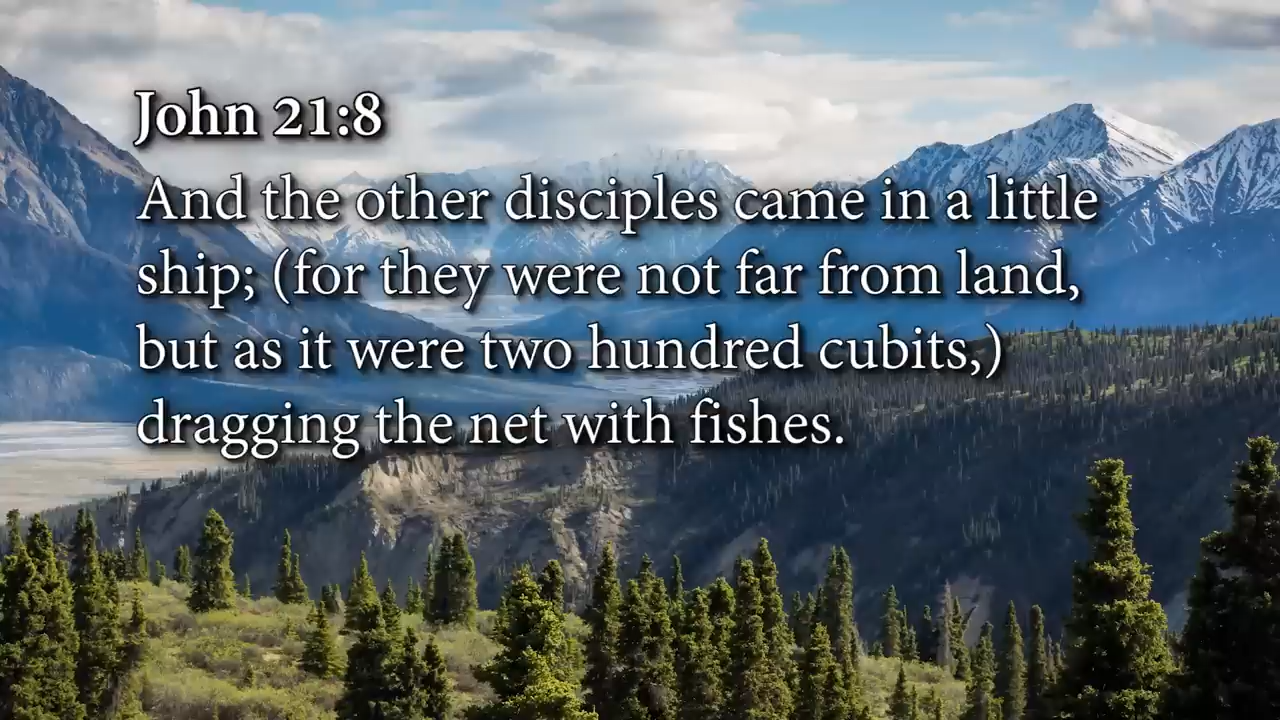 John 21:8
And the other disciples came in a little
ship; (for they were not far from land,
but as it were two hundred cubits,)
dragging the net with fishes.